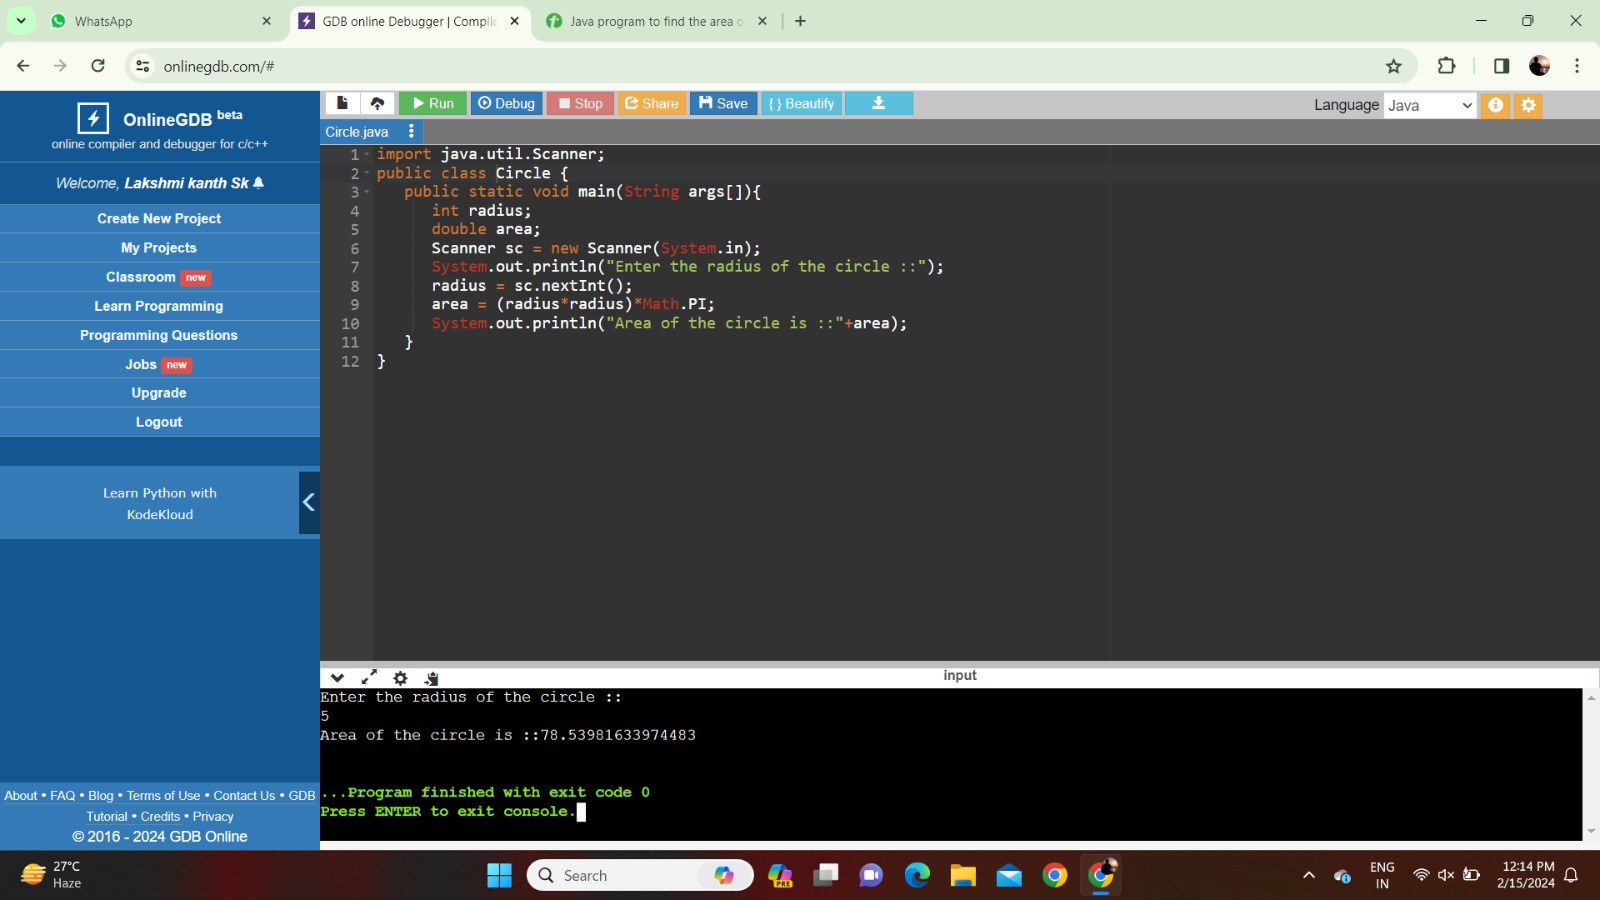 WhatsApp
GDB online Debugger | Compile
Java program to find the area o
onlinegdb.com/#
OnlineGDB beta
online compiler and debugger for c/c++
Welcome, Lakshmi kanth Sk
Create New Project
My Projects
Classroom new
Learn Programming
Programming Questions
Jobs new
Upgrade
Logout
Learn Python with
KodeKloud
About • FAQ • Blog • Terms of Use • Contact Us • GDB
Tutorial • Credits • Privacy
© 2016 - 2024 GDB Online
Run Debug Stop Share Save { } Beautify
Language Java
Circle.java
1 import java.util.Scanner;
2 public class Circle {
3 public static void main(String args[]){
4 int radius;
5 double area;
6 Scanner sc = new Scanner(System.in);
7 System.out.println("Enter the radius of the circle ::");
8 radius = sc.nextInt();
9 area = (radius*radius)*Math.PI;
10 System.out.println("Area of the circle is ::"+area);
11 }
12 }
input
Enter the radius of the circle ::
5
Area of the circle is ::78.53981633974483
...Program finished with exit code 0
Press ENTER to exit console.
27°C
Haze
Search
PRE
ENG
IN
12:14 PM
2/15/2024